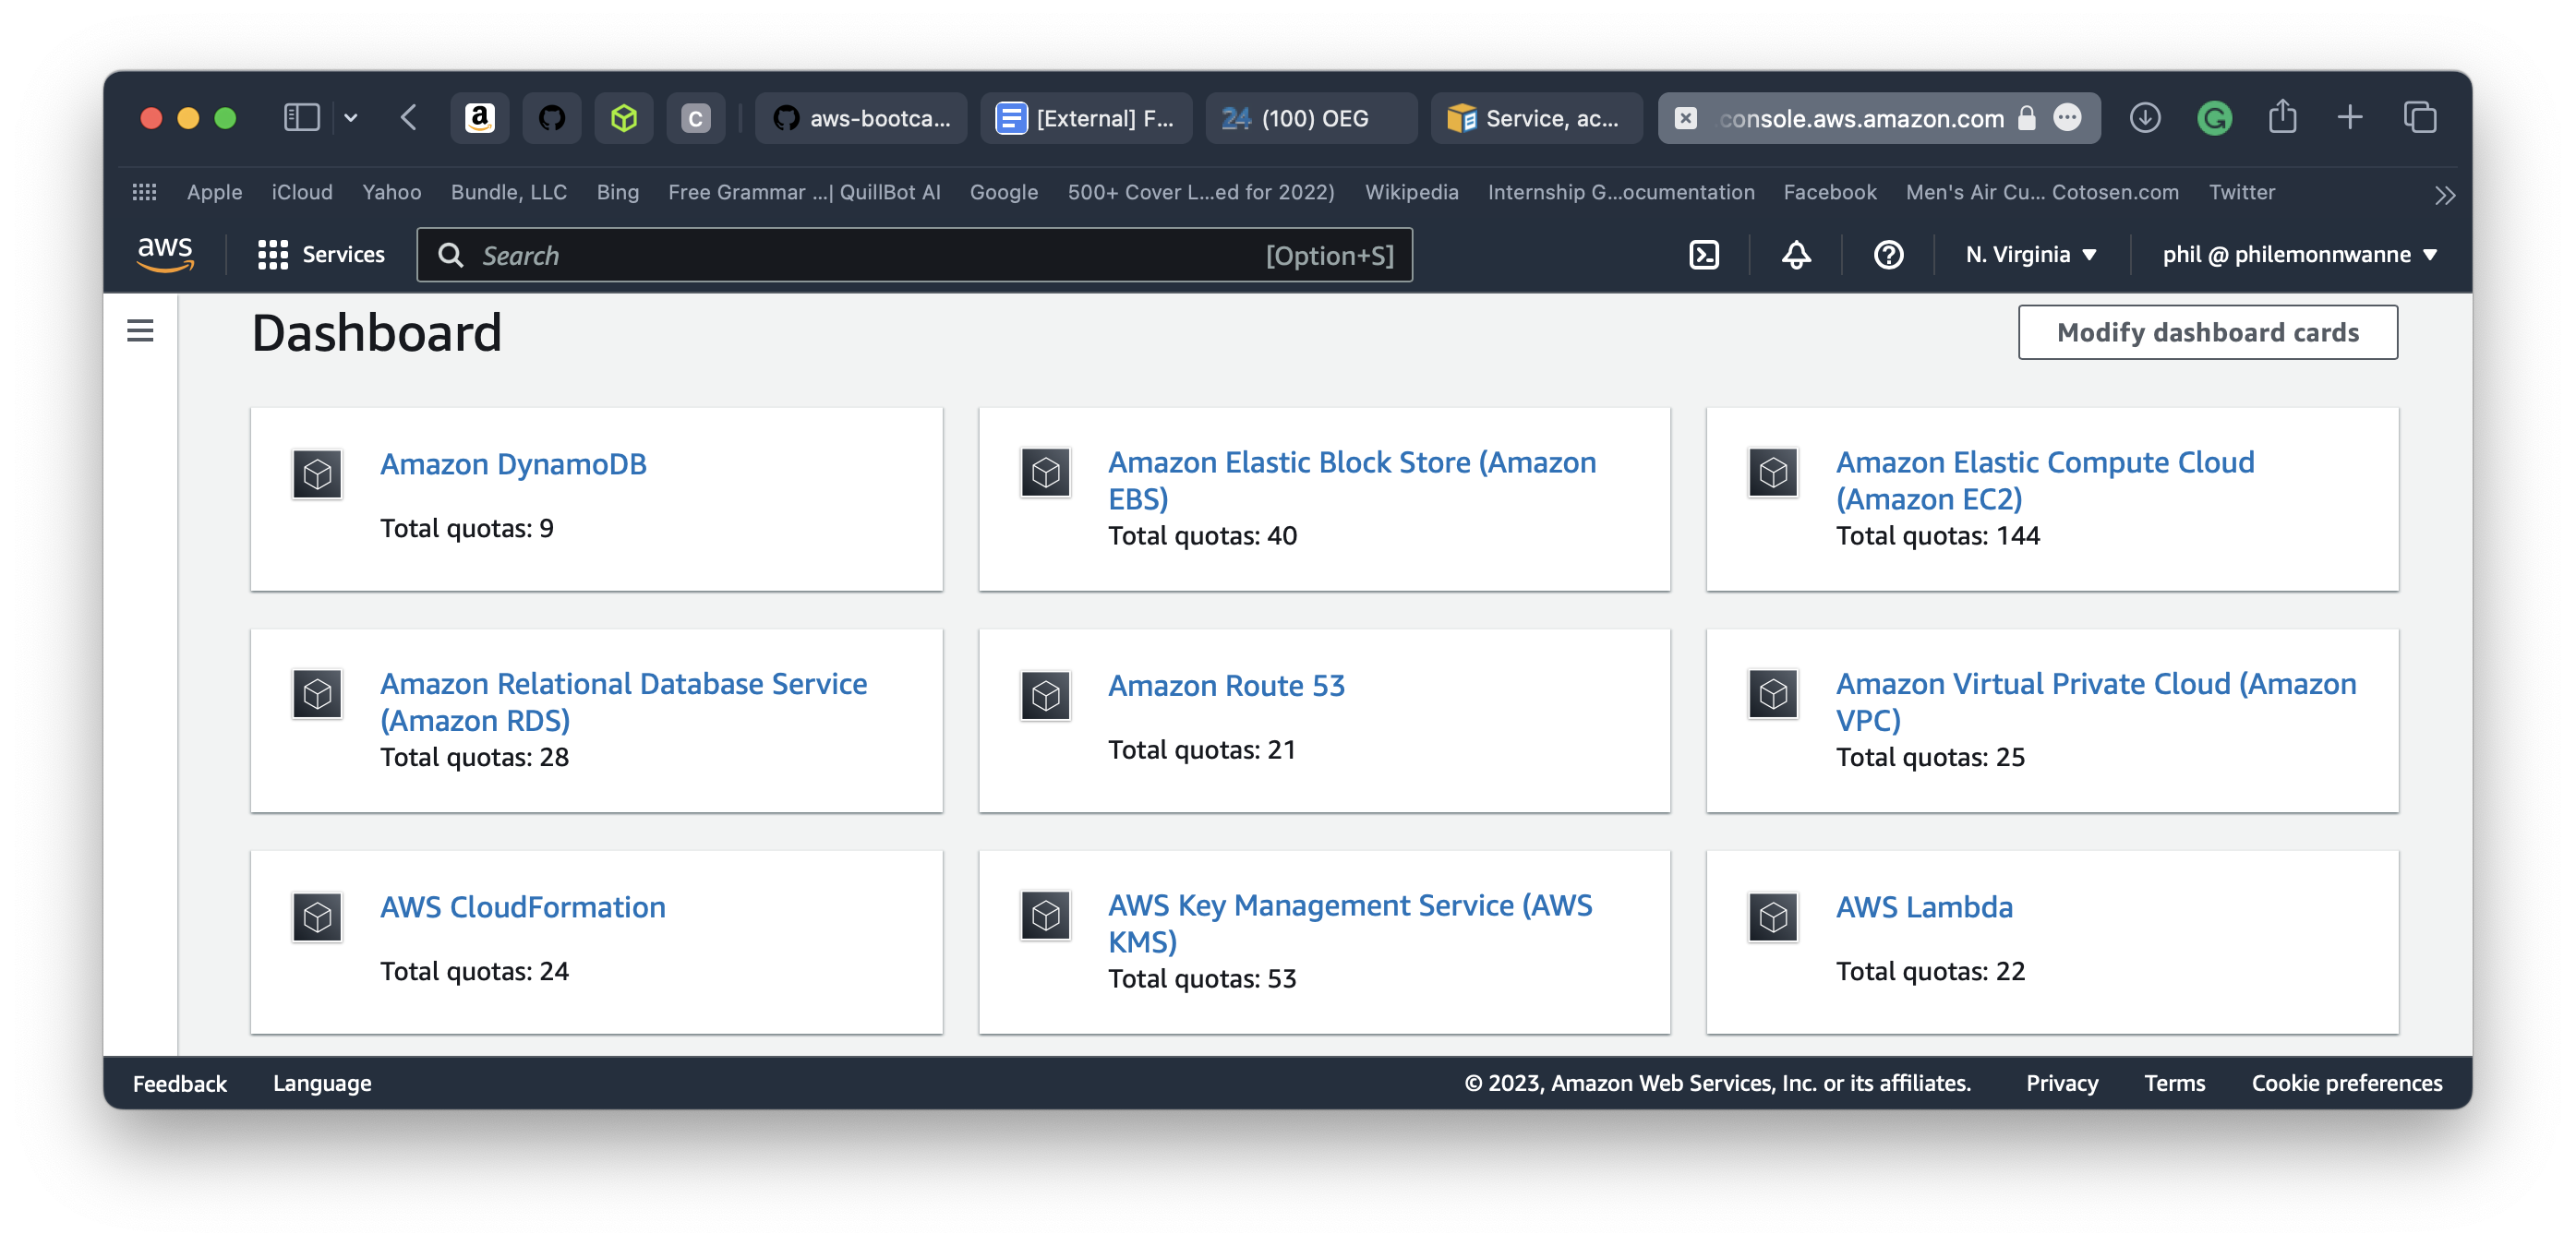 a
C
aws-bootca...
[External] F...
24 (100) OEG
Service, ac...
console.aws.amazon.com
Apple
iCloud
Yahoo
Bundle, LLC
Bing
Free Grammar ...| QuillBot AI
Google
500+ Cover L...ed for 2022)
Wikipedia
Internship G...ocumentation
Facebook
Men's Air Cu... Cotosen.com
Twitter
aws
Services
Search
[Option+S]
N. Virginia
phil @ philemonnwanne
Dashboard
Modify dashboard cards
Amazon DynamoDB
Total quotas: 9
Amazon Elastic Block Store (Amazon
EBS)
Total quotas: 40
Amazon Elastic Compute Cloud
(Amazon EC2)
Total quotas: 144
Amazon Relational Database Service
(Amazon RDS)
Total quotas: 28
Amazon Route 53
Total quotas: 21
Amazon Virtual Private Cloud (Amazon
VPC)
Total quotas: 25
AWS CloudFormation
Total quotas: 24
AWS Key Management Service (AWS
KMS)
Total quotas: 53
AWS Lambda
Total quotas: 22
Feedback
Language
© 2023, Amazon Web Services, Inc. or its affiliates.
Privacy
Terms
Cookie preferences